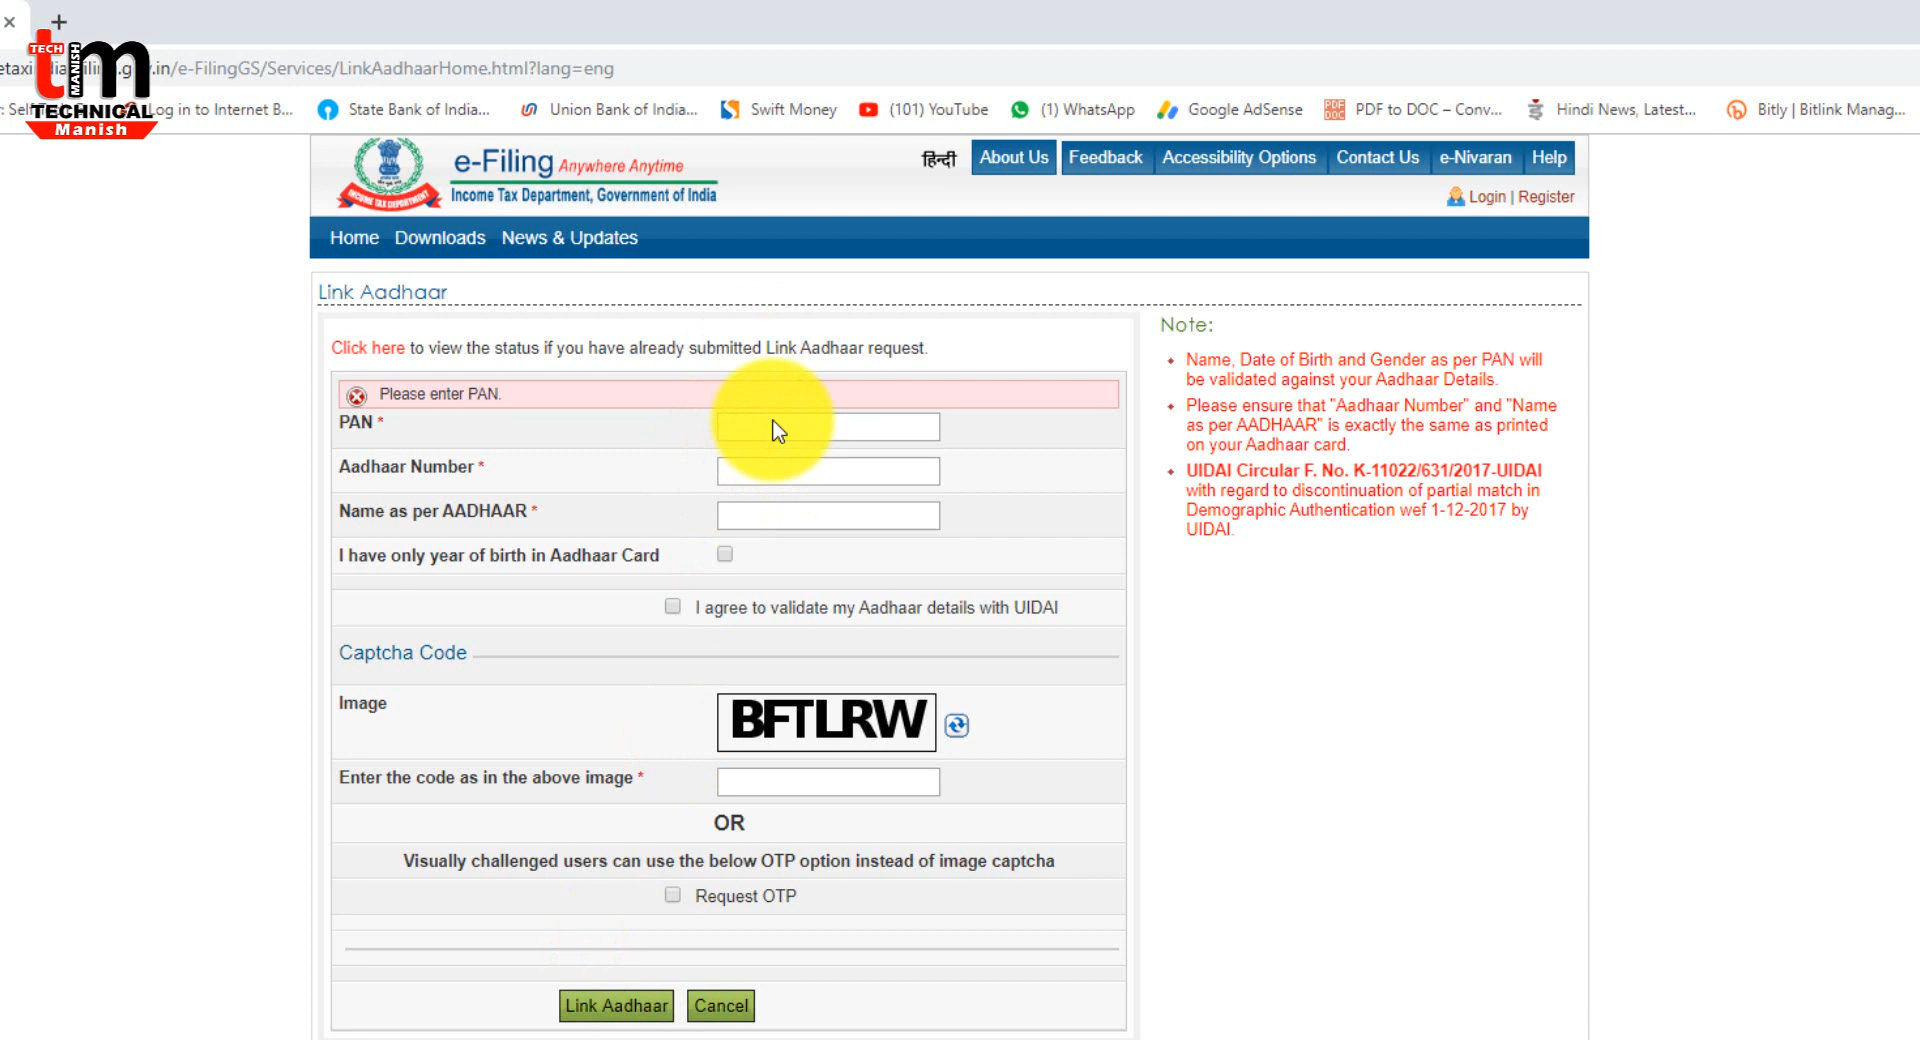 TECH
MANISH
tm
TECHNICAL
Manish
.in/e-FilingGS/Services/LinkAadhaarHome.html?lang=eng
Log in to Internet B...
State Bank of India...
Union Bank of India...
Swift Money
(101) YouTube
(1) WhatsApp
Google AdSense
PDF to DOC – Conv...
Hindi News, Latest...
Bitly | Bitlink Manag...
e-Filing Anywhere Anytime
Income Tax Department, Government of India
INCOME TAX DEPARTMENT
हिन्दी
About Us
Feedback
Accessibility Options
Contact Us
e-Nivaran
Help
Login | Register
Home
Downloads
News & Updates
Link Aadhaar
Click here to view the status if you have already submitted Link Aadhaar request.
Please enter PAN.
PAN *
Aadhaar Number *
Name as per AADHAAR *
I have only year of birth in Aadhaar Card
I agree to validate my Aadhaar details with UIDAI
Captcha Code
Image
BFTLRW
Enter the code as in the above image *
OR
Visually challenged users can use the below OTP option instead of image captcha
Request OTP
Link Aadhaar
Cancel
Note:
Name, Date of Birth and Gender as per PAN will
be validated against your Aadhaar Details.
Please ensure that "Aadhaar Number" and "Name
as per AADHAAR" is exactly the same as printed
on your Aadhaar card.
UIDAI Circular F. No. K-11022/631/2017-UIDAI
with regard to discontinuation of partial match in
Demographic Authentication wef 1-12-2017 by
UIDAI.